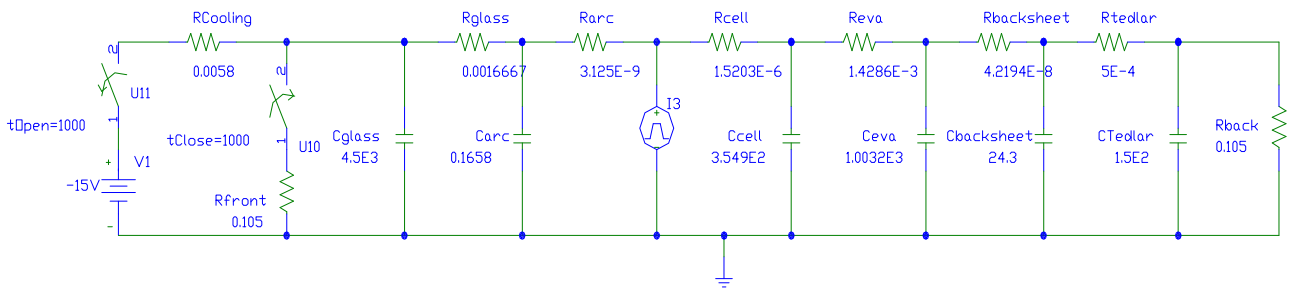 RCooling
Rglass
Rarc
Rcell
Reva
Rbacksheet
Rtedlar
2
0.0058
2
0.0016667
3.125E-9
1.5203E-6
1.4286E-3
4.2194E-8
5E-4
U11
I3
+
tOpen=1000
1
tClose=1000
1
U10
Cglass
4.5E3
Carc
0.1658
Ccell
3.549E2
Ceva
1.0032E3
Cbacksheet
24.3
CTedlar
1.5E2
Rback
0.105
+
V1
-15V
-
Rfront
0.105